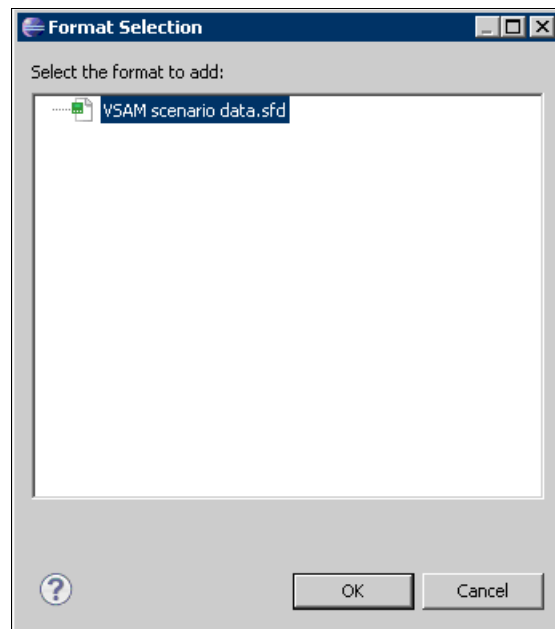 Format Selection
Select the format to add:
VSAM scenario data.sfd
?
OK
Cancel